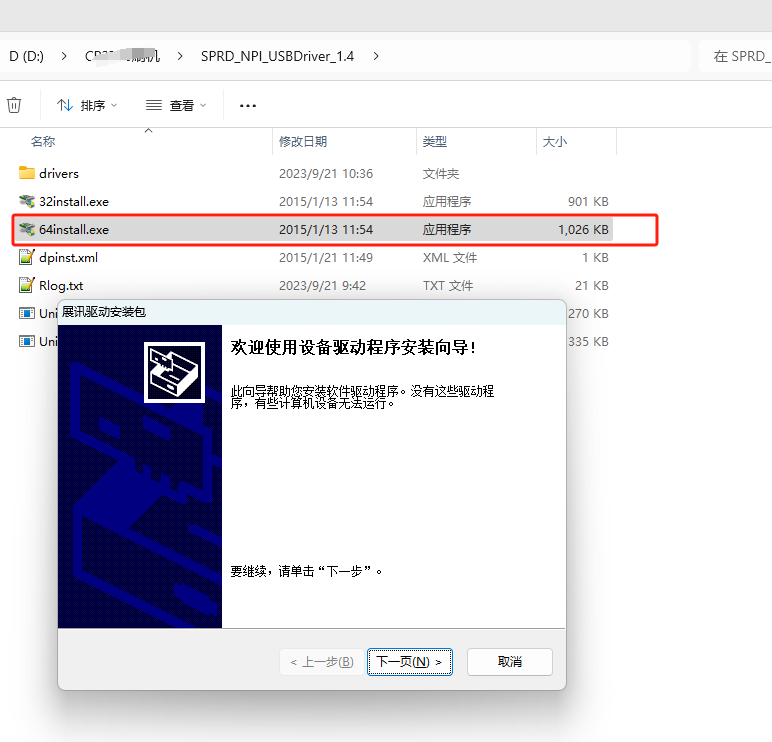 D (D:) > CP > SPRD_NPI_USBDriver_1.4 >
在 SPRD_
排序 查看 ...
名称 修改日期 类型 大小
drivers 2023/9/21 10:36 文件夹
32install.exe 2015/1/13 11:54 应用程序 901 KB
64install.exe 2015/1/13 11:54 应用程序 1,026 KB
dpinst.xml 2015/1/21 11:49 XML 文件 1 KB
Rlog.txt 2023/9/21 9:42 TXT 文件 21 KB
Uni 270 KB
Uni 335 KB
展讯驱动安装包
欢迎使用设备驱动程序安装向导!
此向导帮助您安装软件驱动程序。没有这些驱动程
序，有些计算机设备无法运行。
要继续，请单击“下一步”。
< 上一步(B) 下一页(N) > 取消